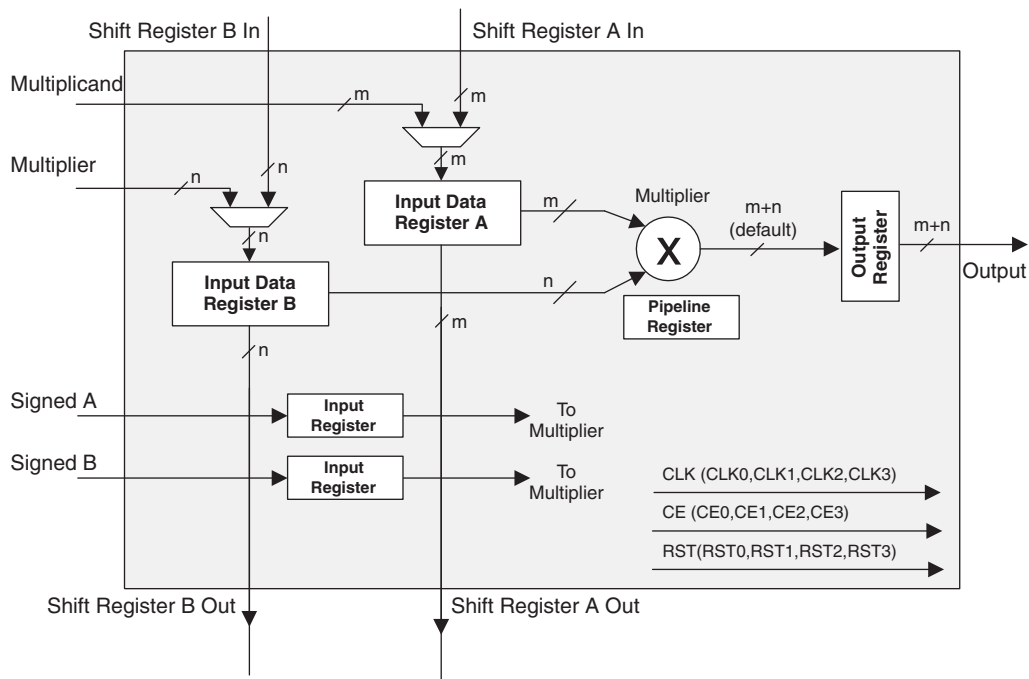 Shift Register B In
Shift Register A In
Multiplicand
m
m
Multiplier
n
n
m
Input Data
Register A
m
Multiplier
X
m+n
(default)
Output
Register
m+n
Output
n
Input Data
Register B
n
Pipeline
Register
m
n
Signed A
Input
Register
To
Multiplier
Signed B
Input
Register
To
Multiplier
CLK (CLK0,CLK1,CLK2,CLK3)
CE (CE0,CE1,CE2,CE3)
RST(RST0,RST1,RST2,RST3)
Shift Register B Out
Shift Register A Out